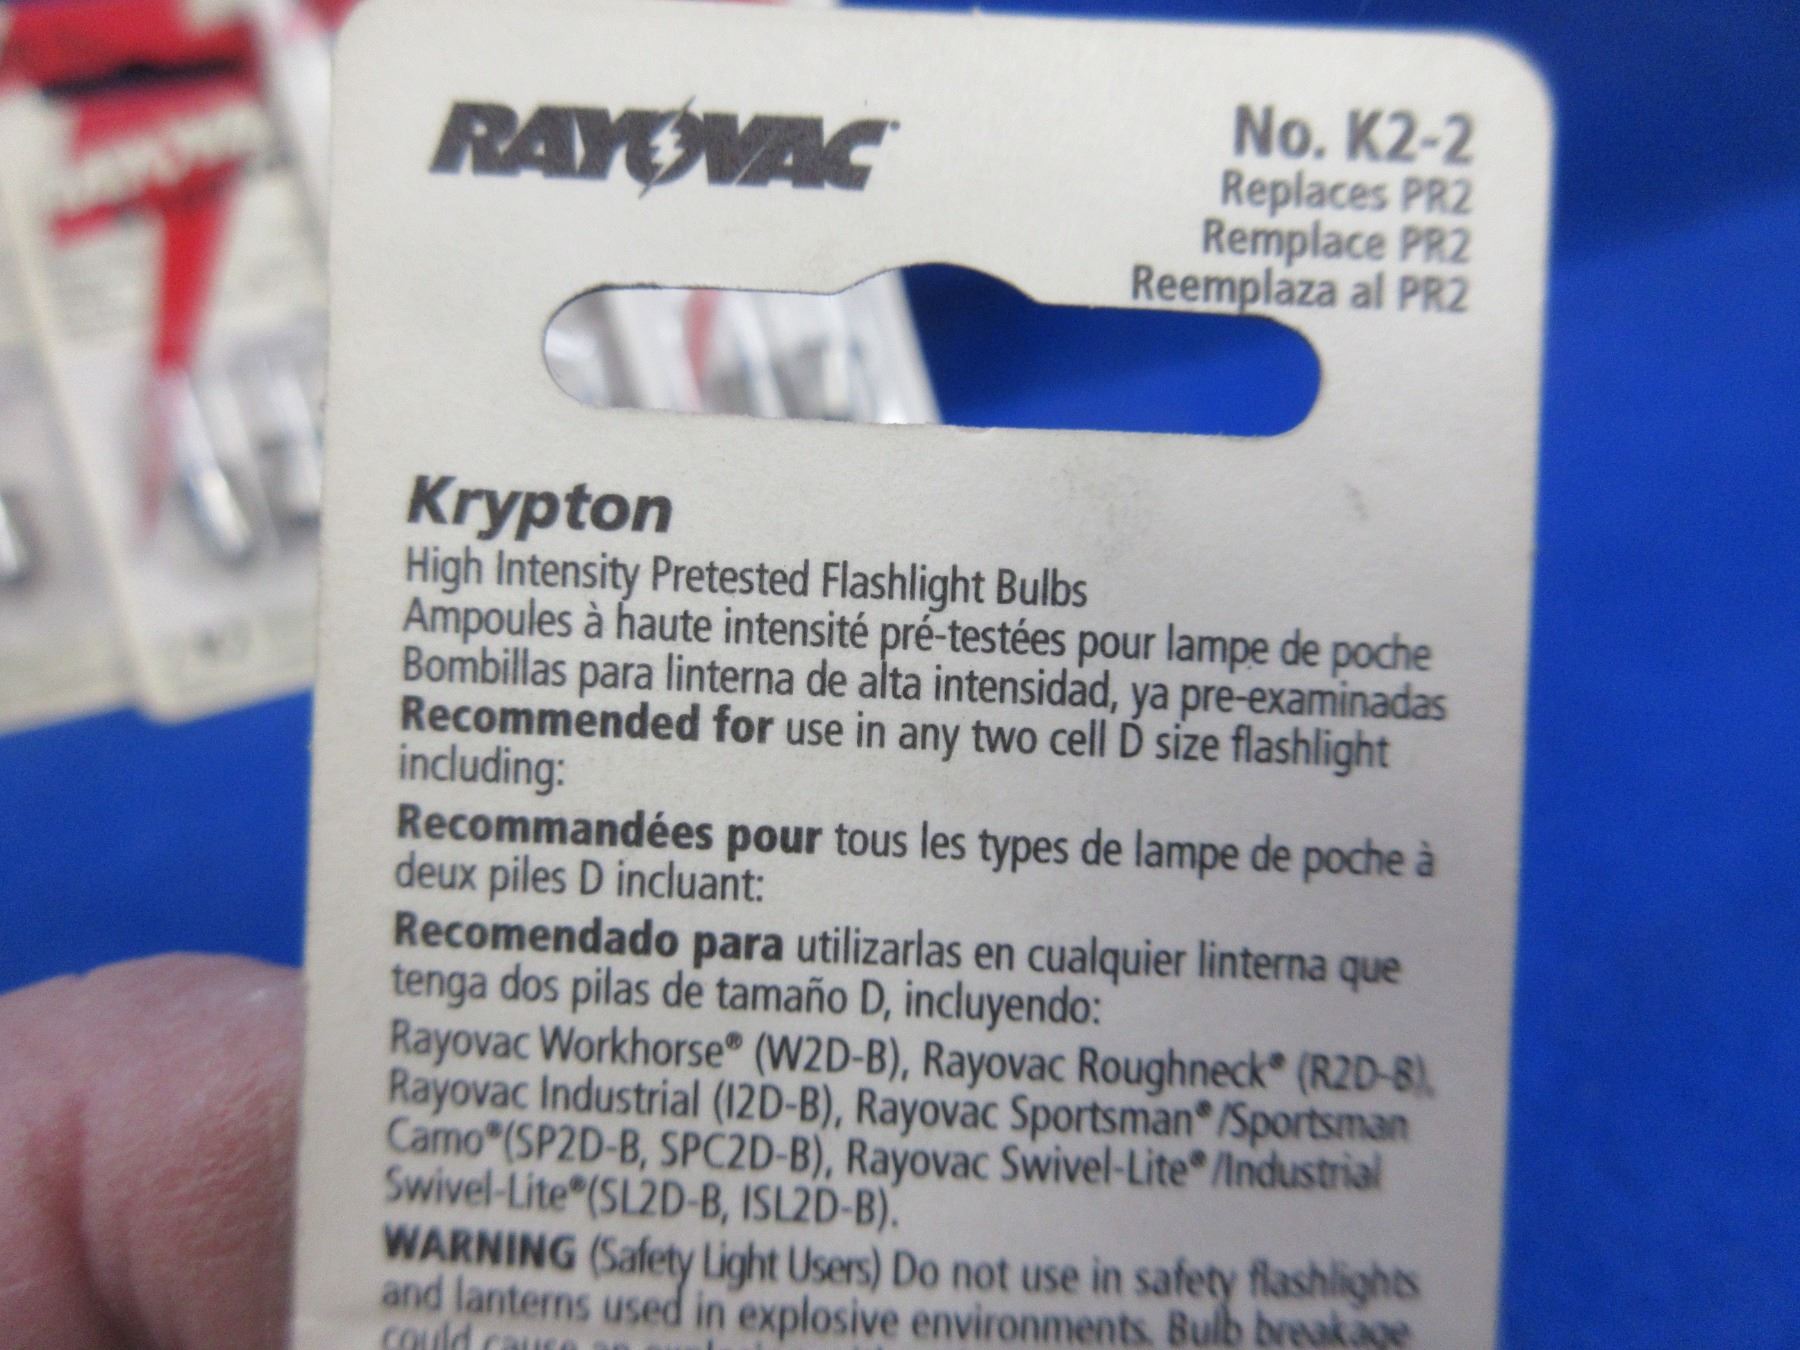 RAYOVAC
No. K2-2
Replaces PR2
Remplace PR2
Reemplaza al PR2
Krypton
High Intensity Pretested Flashlight Bulbs
Ampoules à haute intensité pré-testées pour lampe de poche
Bombillas para linterna de alta intensidad, ya pre-examinadas
Recommended for use in any two cell D size flashlight
including:
Recommandées pour tous les types de lampe de poche à
deux piles D incluant:
Recomendado para utilizarlas en cualquier linterna que
tenga dos pilas de tamaño D, incluyendo:
Rayovac Workhorse® (W2D-B), Rayovac Roughneck® (R2D-B),
Rayovac Industrial (I2D-B), Rayovac Sportsman®/Sportsman
Camo®(SP2D-B, SPC2D-B), Rayovac Swivel-Lite®/Industrial
Swivel-Lite®(SL2D-B, ISL2D-B).
WARNING (Safety Light Users) Do not use in safety flashlights
and lanterns used in explosive environments. Bulb breakage
could cause an